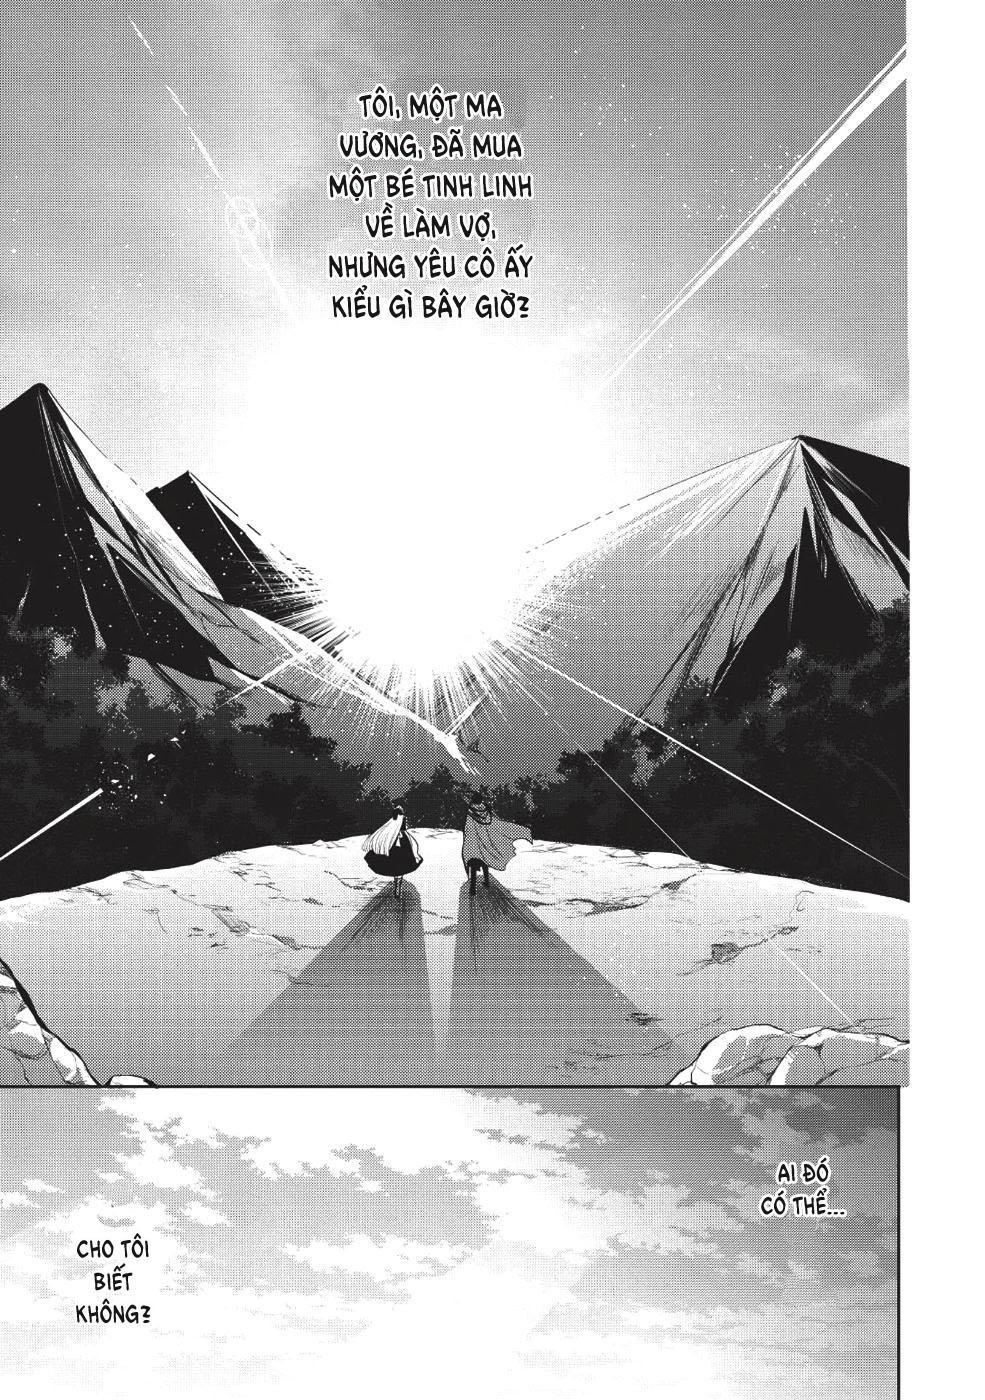 TÔI, MỘT MA
VƯƠNG, ĐÃ MUA
MỘT BÉ TINH LINH
VỀ LÀM VỢ,
NHƯNG YÊU CÔ ẤY
KIỂU GÌ BÂY GIỜ?
AI ĐÓ
CÓ THỂ...
CHO TÔI
BIẾT
KHÔNG?